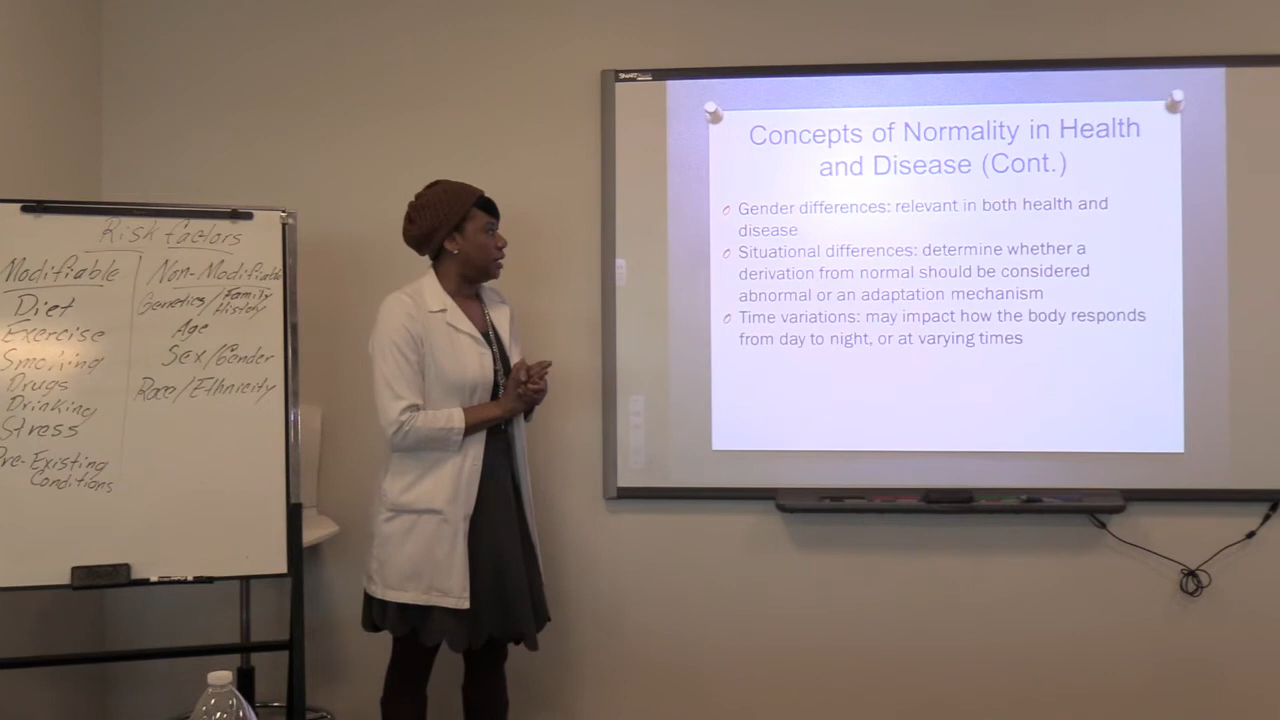 Risk factors
Modifiable
Diet
Exercise
Smoking
Drugs
Drinking
Stress
Pre-Existing
Conditions
Non-Modifiable
Genetics/Family
History
Age
Sex/Gender
Race/Ethnicity
SMART
Concepts of Normality in Health
and Disease (Cont.)
Gender differences: relevant in both health and
disease
Situational differences: determine whether a
derivation from normal should be considered
abnormal or an adaptation mechanism
Time variations: may impact how the body responds
from day to night, or at varying times